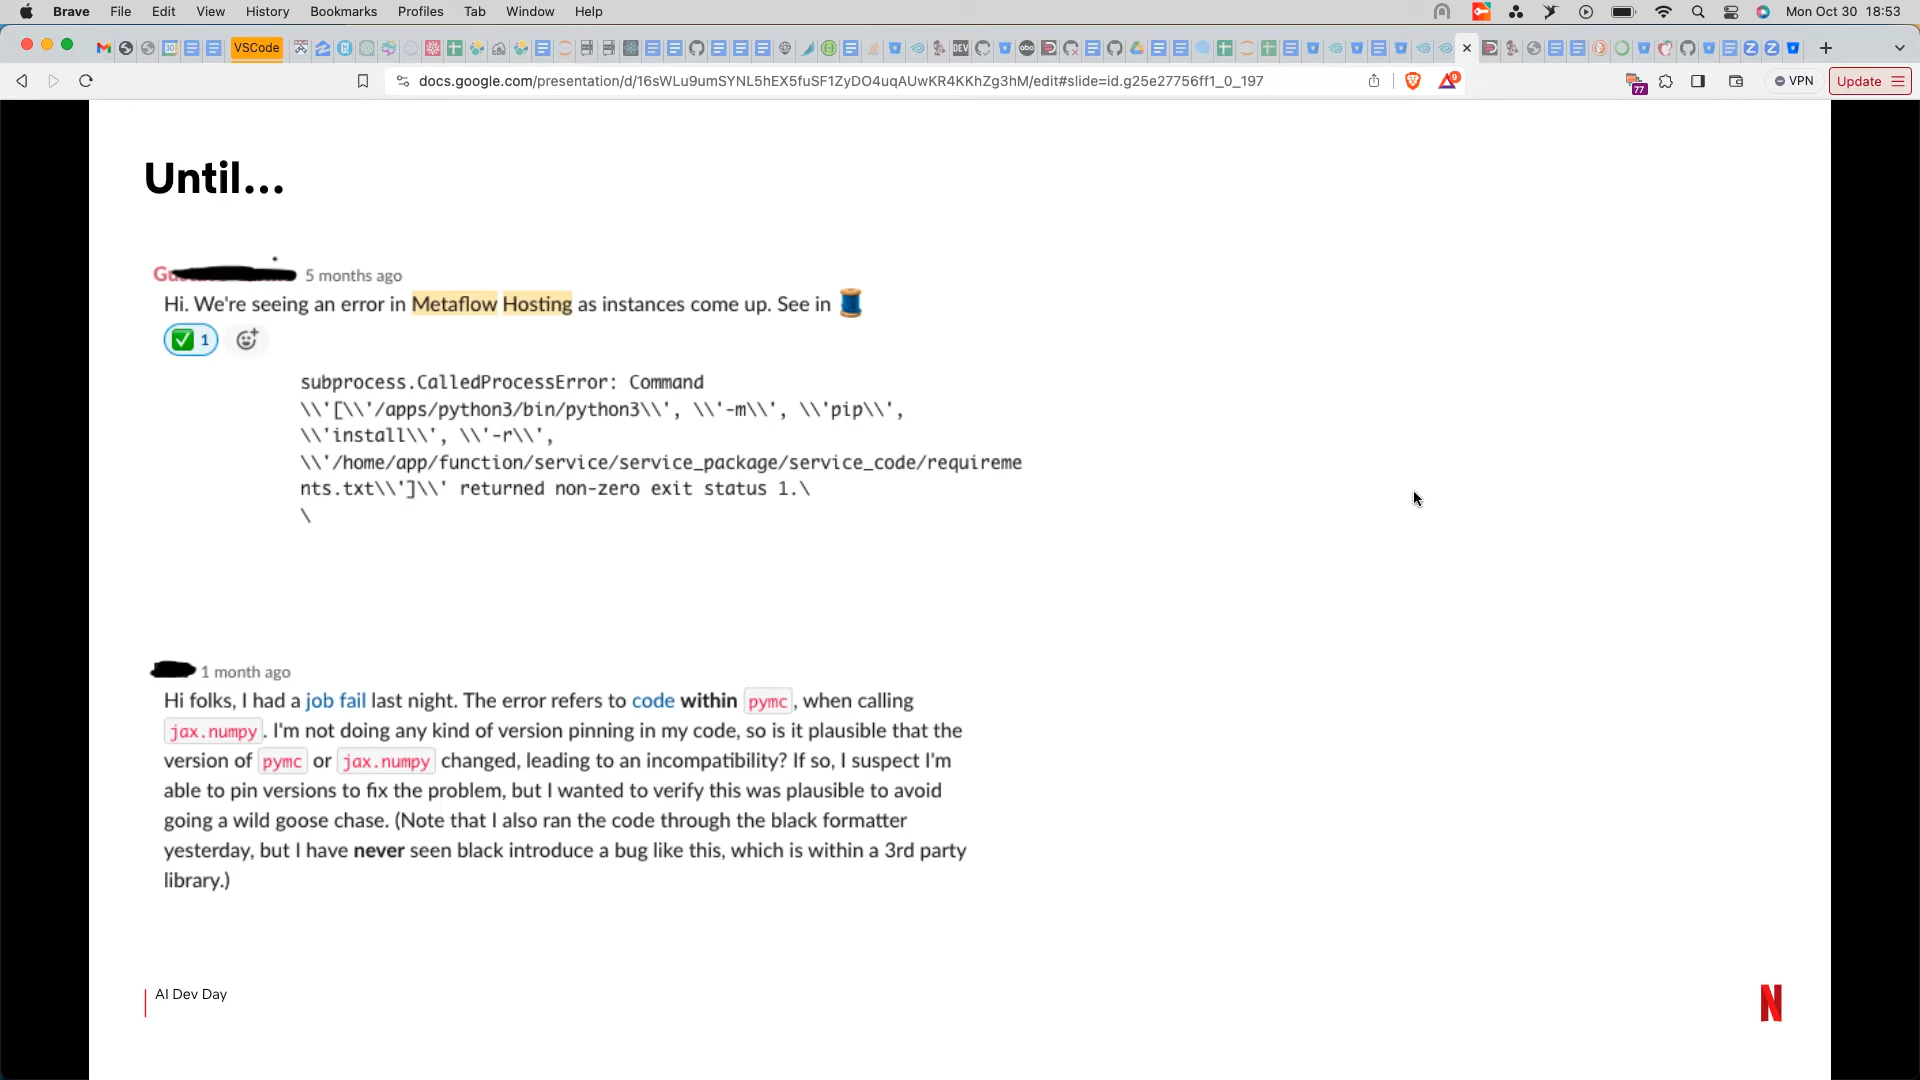 Brave File Edit View History Bookmarks Profiles Tab Window Help Mon Oct 30 18:53
VSCode
docs.google.com/presentation/d/16sWLu9umSYNL5hEX5fuSF1ZyDO4uqAUwKR4KKhZg3hM/edit#slide=id.g25e27756ff1_0_197 9 77 VPN Update
Until...
5 months ago
Hi. We're seeing an error in Metaflow Hosting as instances come up. See in
1
subprocess.CalledProcessError: Command
\\'[\\'/apps/python3/bin/python3\\', \\'-m\\', \\'pip\\',
\\'install\\', \\'-r\\',
\\'/home/app/function/service/service_package/service_code/requireme
nts.txt\\']\\' returned non-zero exit status 1.\
\
1 month ago
Hi folks, I had a job fail last night. The error refers to code within pymc, when calling
jax.numpy. I'm not doing any kind of version pinning in my code, so is it plausible that the
version of pymc or jax.numpy changed, leading to an incompatibility? If so, I suspect I'm
able to pin versions to fix the problem, but I wanted to verify this was plausible to avoid
going a wild goose chase. (Note that I also ran the code through the black formatter
yesterday, but I have never seen black introduce a bug like this, which is within a 3rd party
library.)
AI Dev Day
N